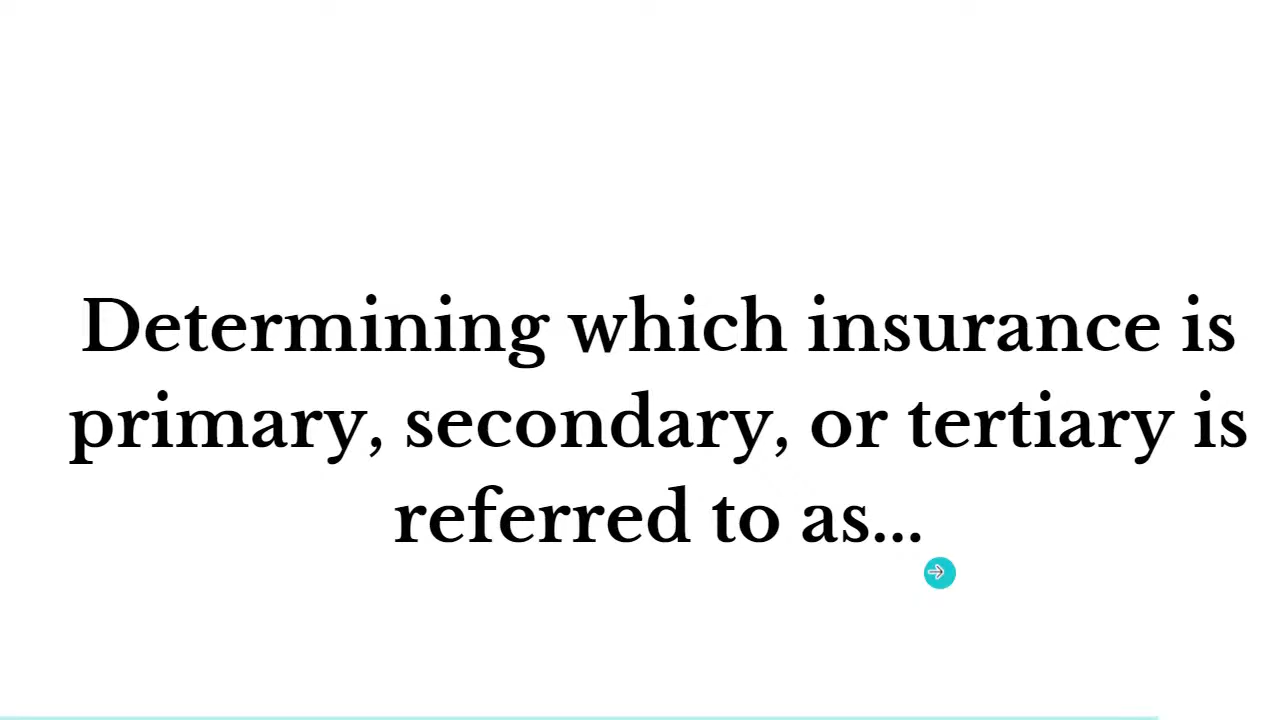 Determining which insurance is
primary, secondary, or tertiary is
referred to as...